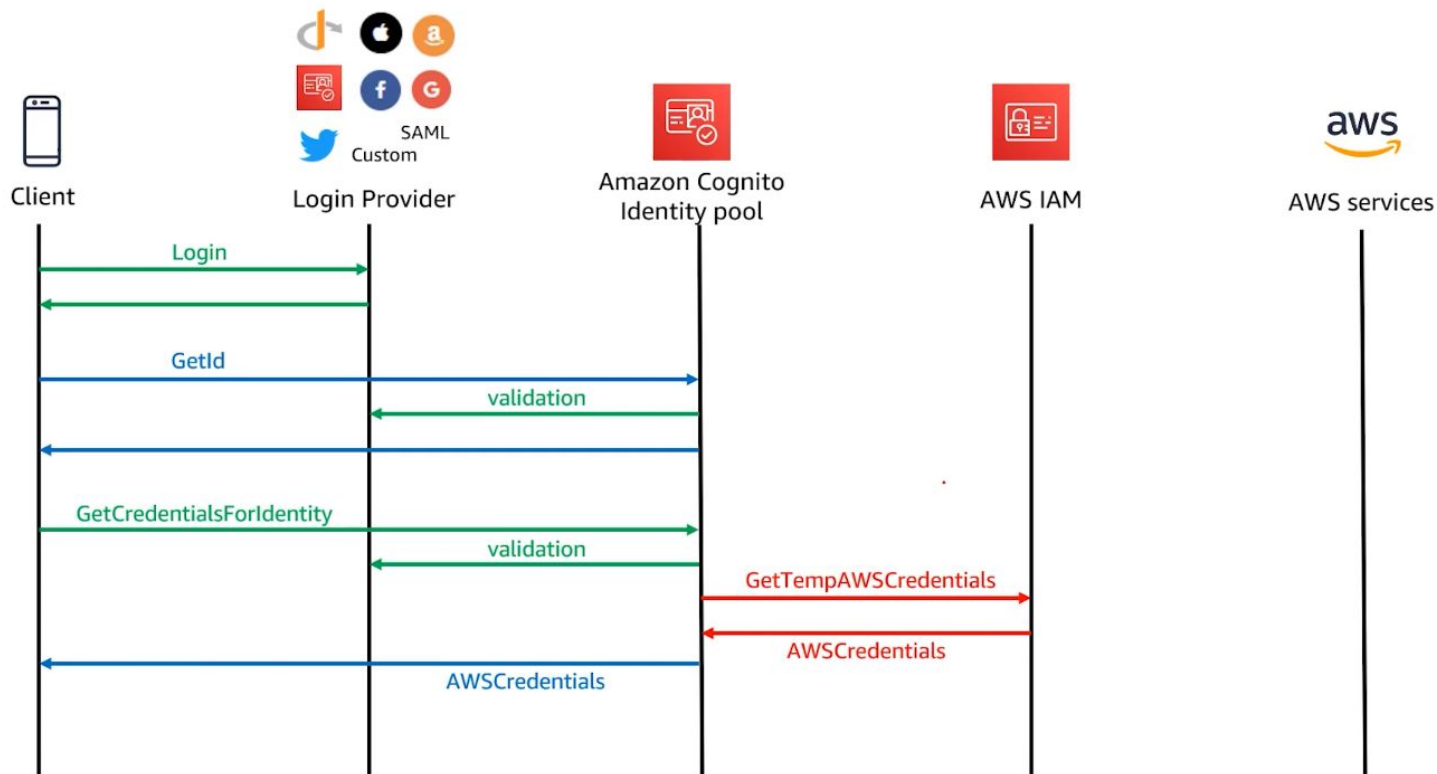 SAML
Custom
aws
Client
Login Provider
Amazon Cognito
Identity pool
AWS IAM
AWS services
Login
GetId
validation
GetCredentialsForIdentity
validation
GetTempAWSCredentials
AWSCredentials
AWSCredentials